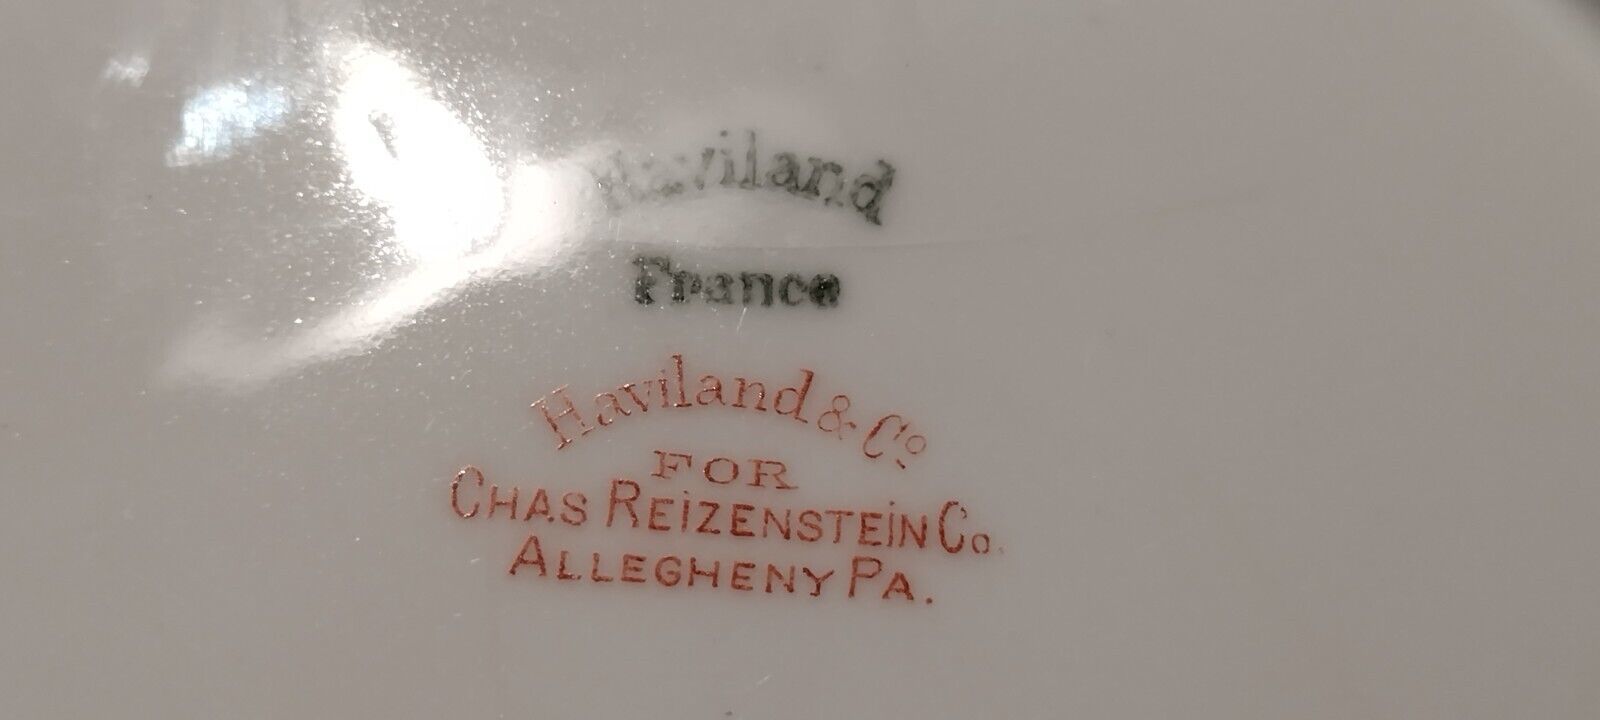 Haviland
France
Haviland & Co.
FOR
CHAS REIZENSTEIN Co.
ALLEGHENY PA.